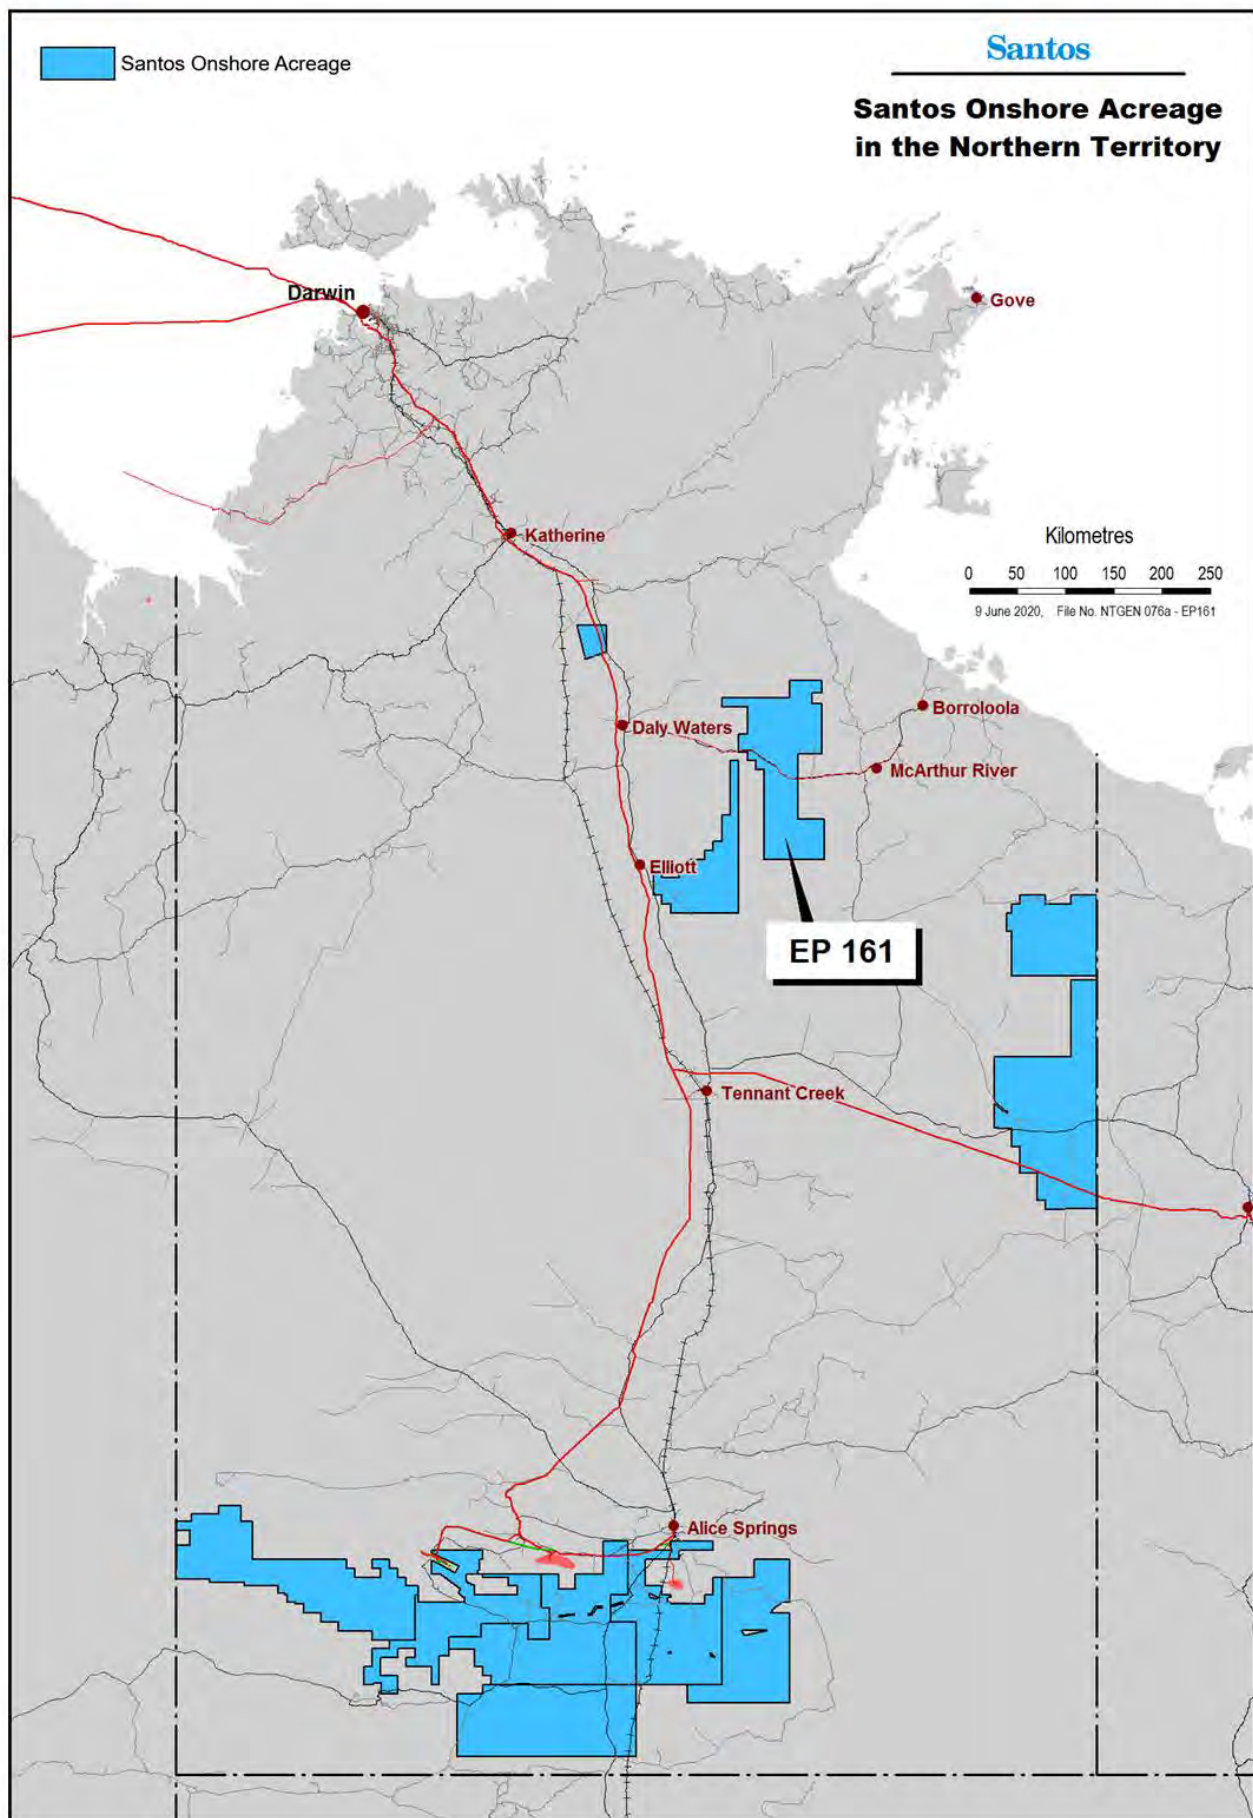 Santos Onshore Acreage
Santos
Santos Onshore Acreage
in the Northern Territory
Darwin
Gove
Katherine
Kilometres
0 50 100 150 200 250
9 June 2020, File No. NTGEN 076a - EP161
Borroloola
Daly Waters
McArthur River
Elliott
EP 161
Tennant Creek
Alice Springs